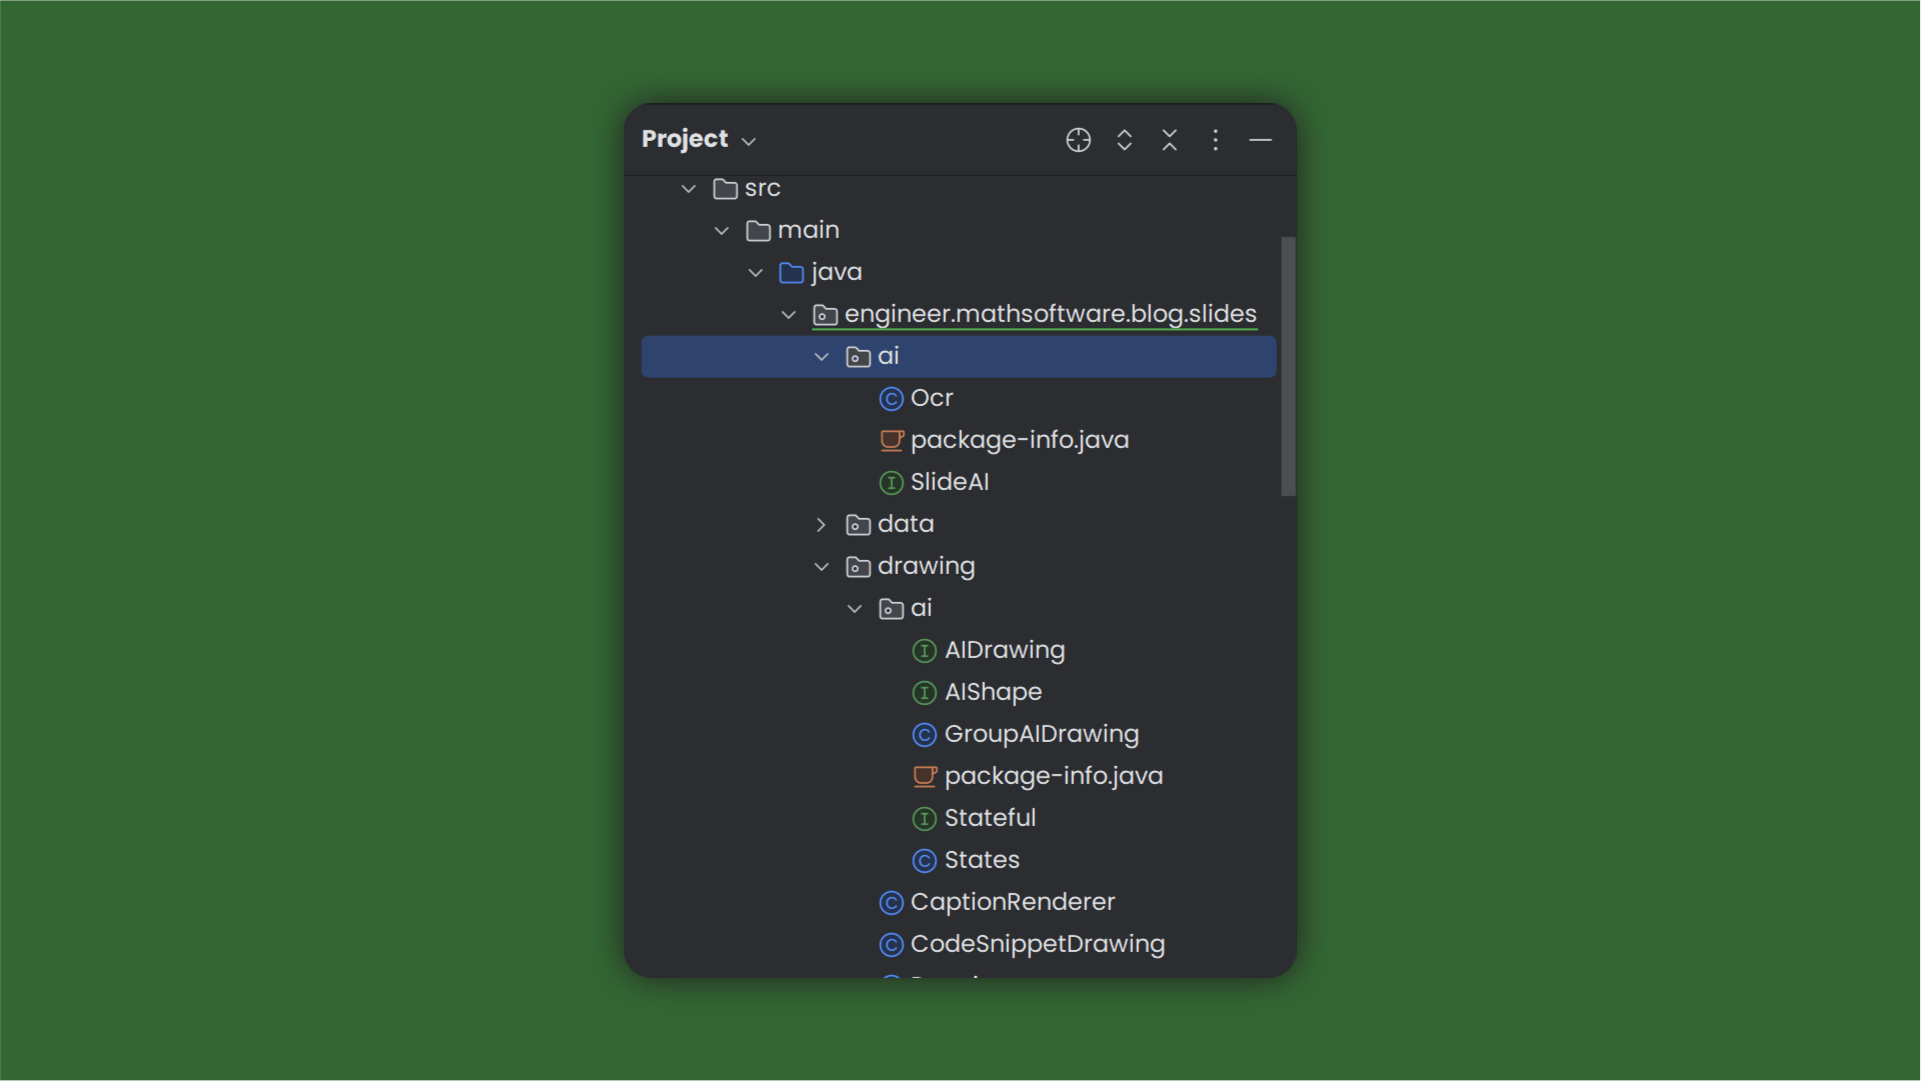 Project
src
main
java
engineer.mathsoftware.blog.slides
ai
Ocr
package-info.java
SlideAI
data
drawing
ai
AIDrawing
AIShape
GroupAIDrawing
package-info.java
Stateful
States
CaptionRenderer
CodeSnippetDrawing